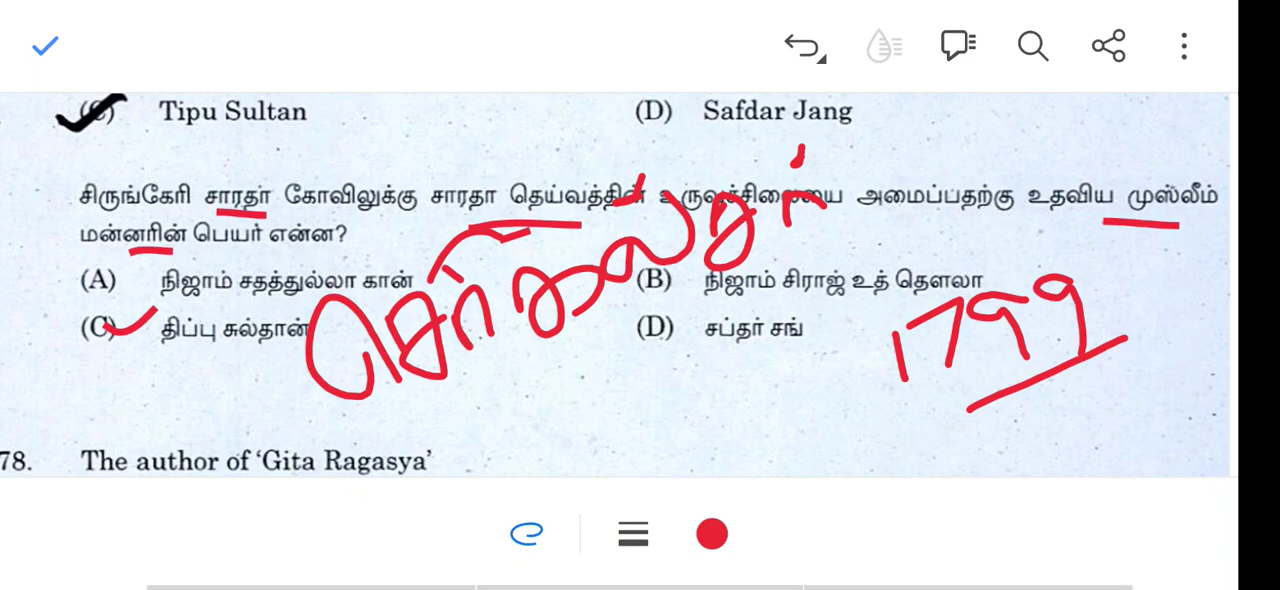 (C) Tipu Sultan (D) Safdar Jang
சிருங்கேரி சாரதா கோவிலுக்கு சாரதா தெய்வத்தின் உருவச்சிலையை அமைப்பதற்கு உதவிய முஸ்லீம்
மன்னரின் பெயர் என்ன?
(A) நிஜாம் சதத்துல்லா கான் (B) நிஜாம் சிராஜ் உத் தௌலா
(C) திப்பு சுல்தான் (D) சப்தர் சங்
1799
78. The author of ‘Gita Ragasya’